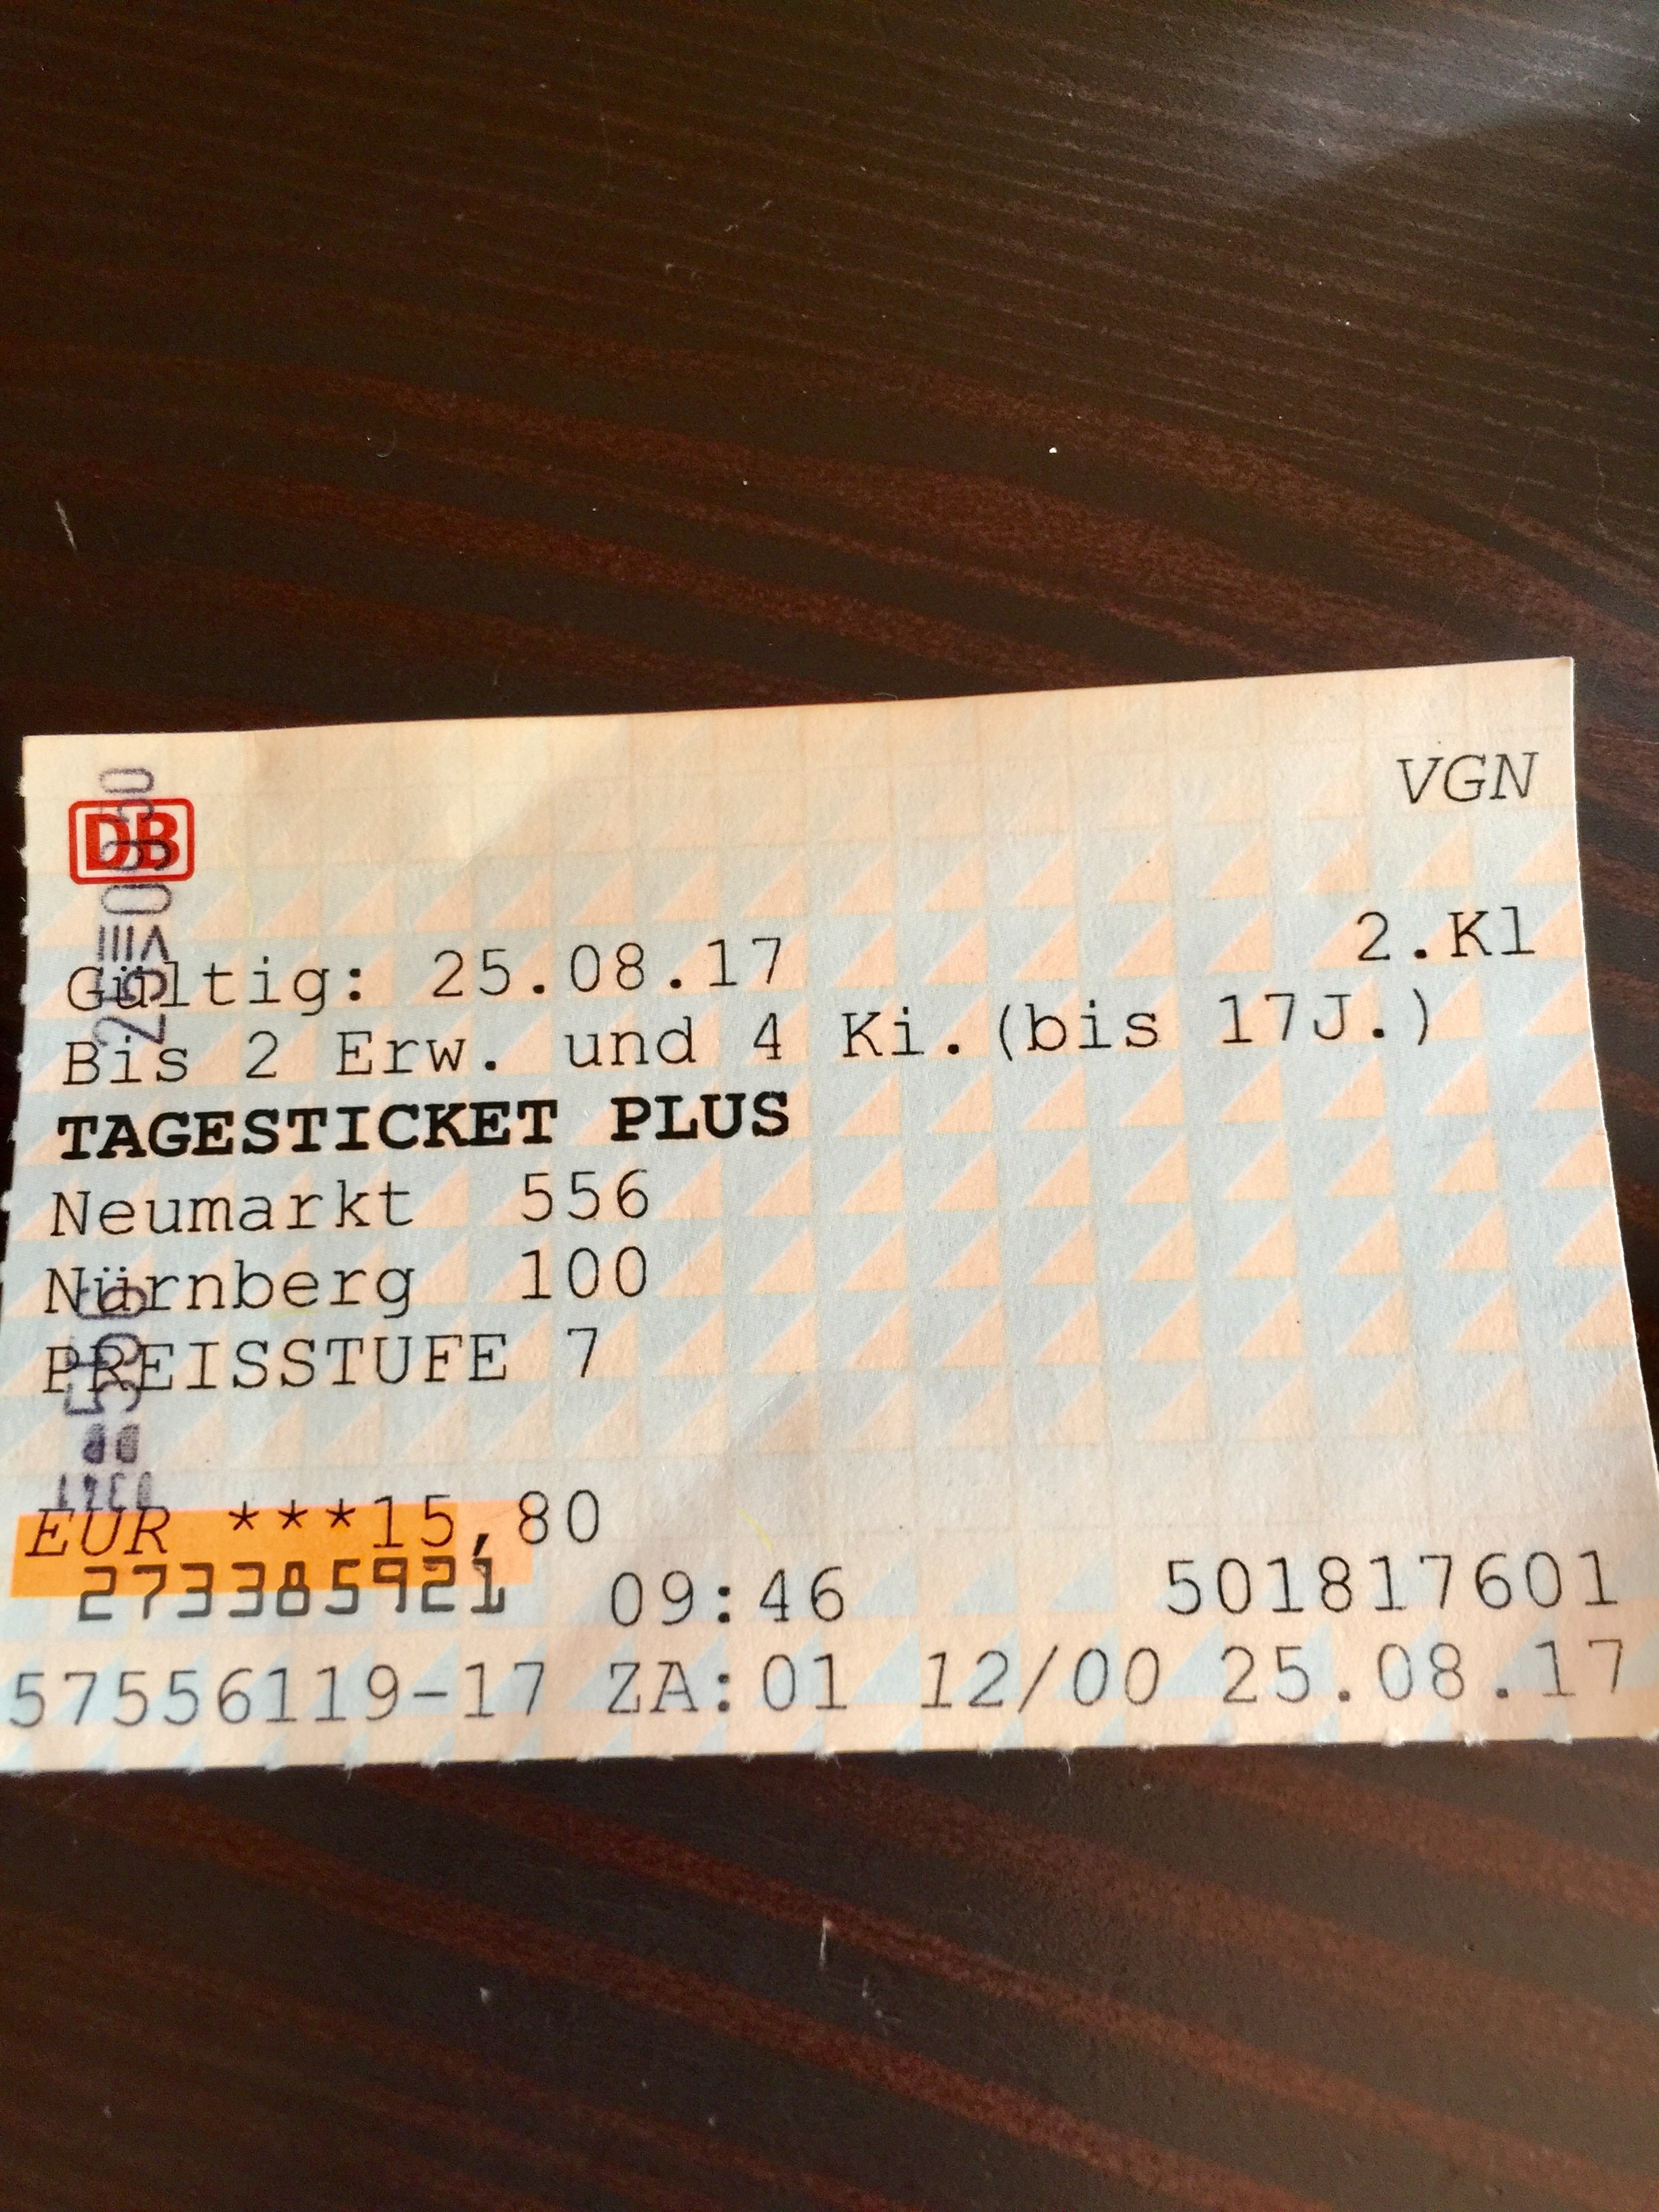 DB
VGN
Gültig: 25.08.17 2.Kl
Bis 2 Erw. und 4 Ki.(bis 17J.)
TAGESTICKET PLUS
Neumarkt 556
Nürnberg 100
PREISSTUFE 7
EUR ***15,80
273385921 09:46 501817601
57556119-17 ZA:01 12/00 25.08.17